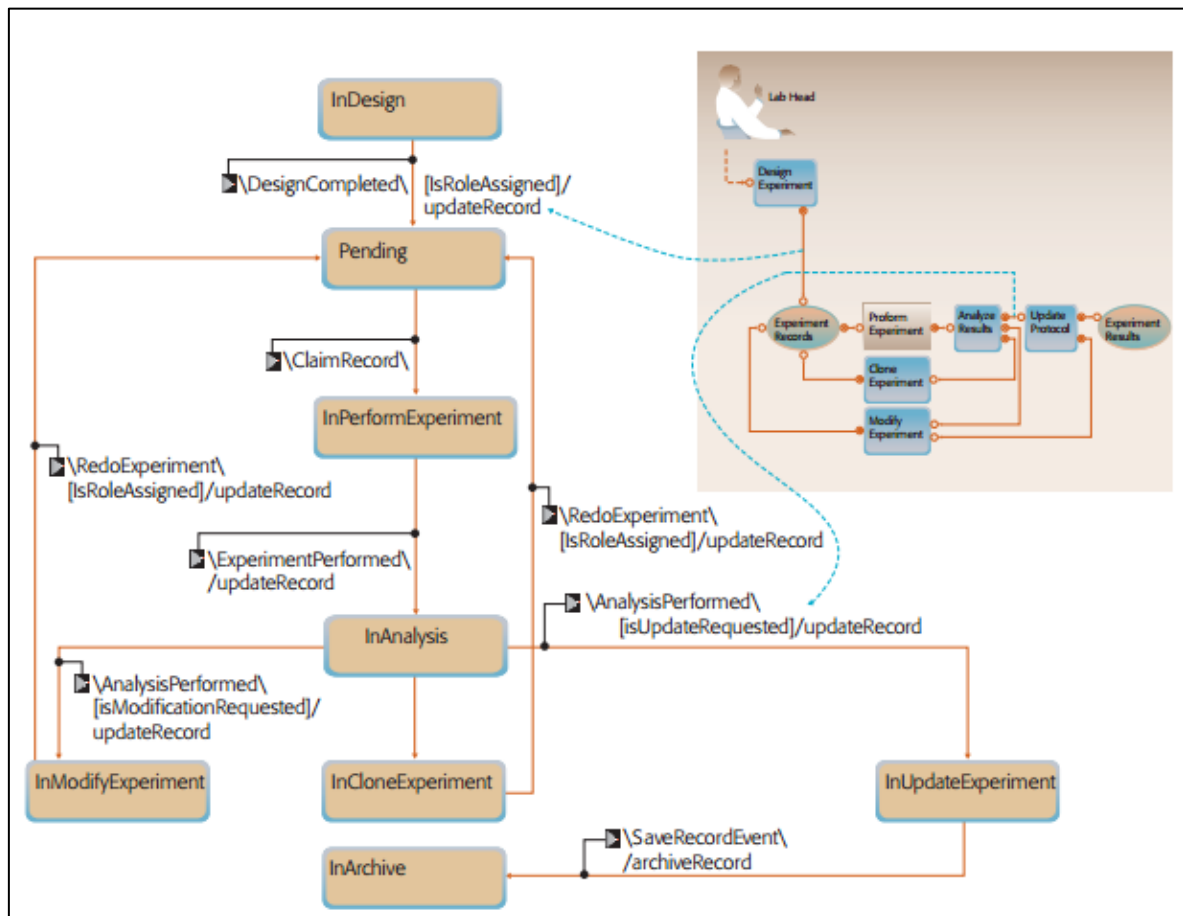 InDesign
\DesignCompleted\
[IsRoleAssigned]/
updateRecord
Pending
\ClaimRecord\
InPerformExperiment
\RedoExperiment\
[IsRoleAssigned]/updateRecord
\RedoExperiment\
[IsRoleAssigned]/updateRecord
\ExperimentPerformed\
/updateRecord
\AnalysisPerformed\
[isUpdateRequested]/updateRecord
InAnalysis
\AnalysisPerformed\
[isModificationRequested]/
updateRecord
InModifyExperiment
InCloneExperiment
InUpdateExperiment
\SaveRecordEvent\
/archiveRecord
InArchive
Lab Head
Design
Experiment
Experiment
Records
Proform
Experiment
Analyze
Results
Update
Protocol
Experiment
Results
Clone
Experiment
Modify
Experiment